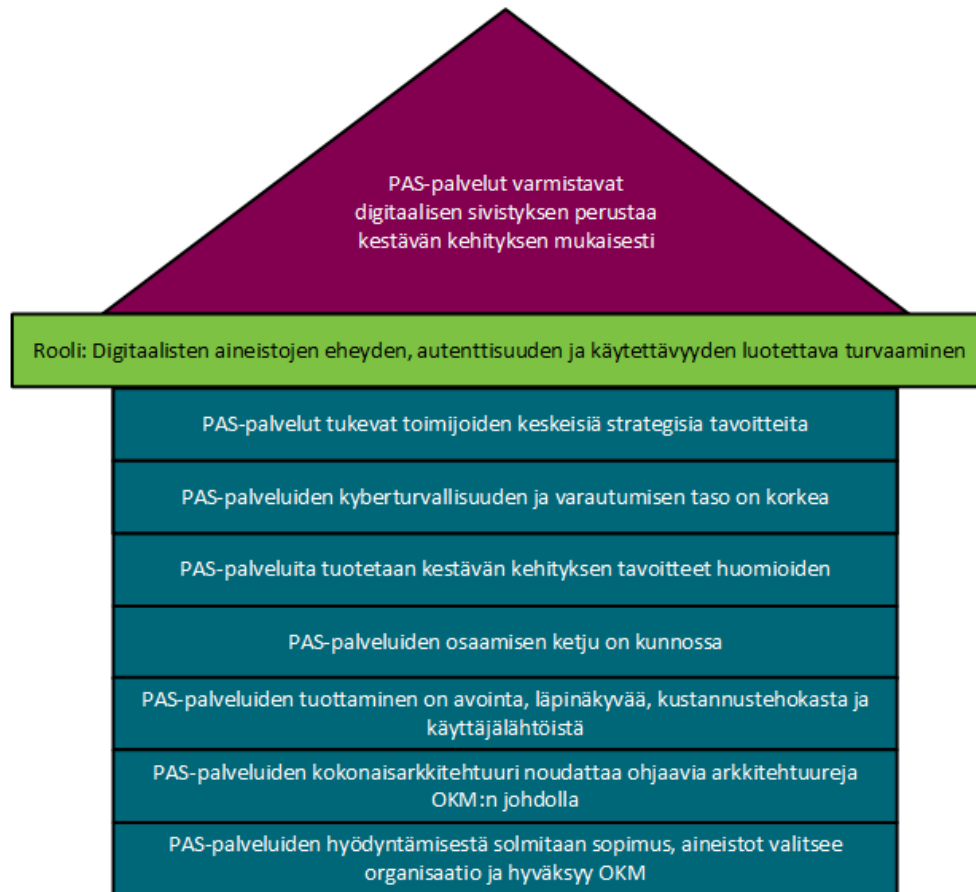 PAS-palvelut varmistavat
digitaalisen sivistyksen perustaa
kestävän kehityksen mukaisesti
Rooli: Digitaalisten aineistojen eheyden, autenttisuuden ja käytettävyyden luotettava turvaaminen
PAS-palvelut tukevat toimijoiden keskeisiä strategisia tavoitteita
PAS-palveluiden kyberturvallisuuden ja varautumisen taso on korkea
PAS-palveluita tuotetaan kestävän kehityksen tavoitteet huomioiden
PAS-palveluiden osaamisen ketju on kunnossa
PAS-palveluiden tuottaminen on avointa, läpinäkyvää, kustannustehokasta ja
käyttäjälähtöistä
PAS-palveluiden kokonaisarkkitehtuuri noudattaa ohjaavia arkkitehtuureja
OKM:n johdolla
PAS-palveluiden hyödyntämisestä solmitaan sopimus, aineistot valitsee
organisaatio ja hyväksyy OKM